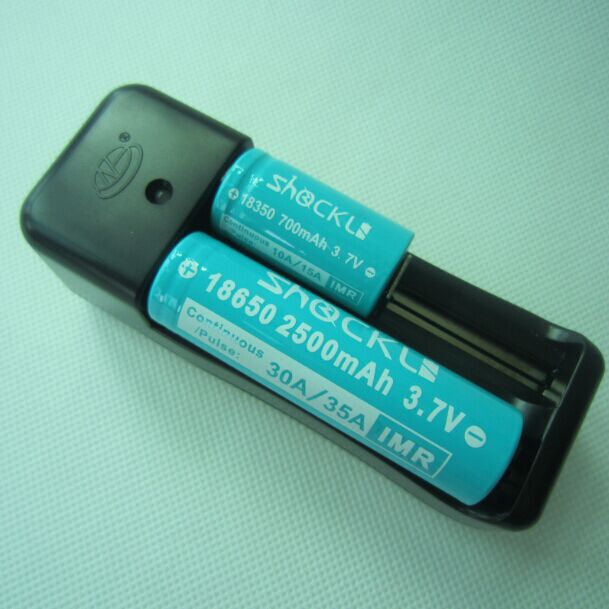 ®
shockli
18350 700mAh 3.7V
Continuous
10A/15A IMR
shockli
18650 2500mAh 3.7V
Continuous
/Pulse: 30A/35A IMR